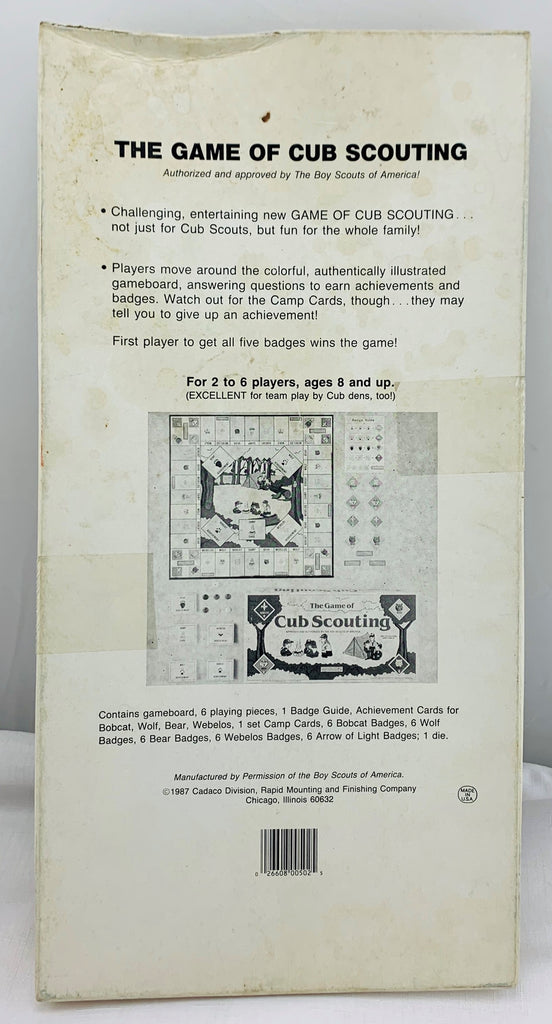 THE GAME OF CUB SCOUTING
Authorized and approved by The Boy Scouts of America!
• Challenging, entertaining new GAME OF CUB SCOUTING...
not just for Cub Scouts, but fun for the whole family!
• Players move around the colorful, authentically illustrated
gameboard, answering questions to earn achievements and
badges. Watch out for the Camp Cards, though...they may
tell you to give up an achievement!
First player to get all five badges wins the game!
For 2 to 6 players, ages 8 and up.
(EXCELLENT for team play by Cub dens, too!)
Badge Guide
The Game of
Cub Scouting
Contains gameboard, 6 playing pieces, 1 Badge Guide, Achievement Cards for
Bobcat, Wolf, Bear, Webelos, 1 set Camp Cards, 6 Bobcat Badges, 6 Wolf
Badges, 6 Bear Badges, 6 Webelos Badges, 6 Arrow of Light Badges; 1 die.
Manufactured by Permission of the Boy Scouts of America.
©1987 Cadaco Division, Rapid Mounting and Finishing Company
Chicago, Illinois 60632
MADE
IN
U.S.A.
0 26608 00502 5